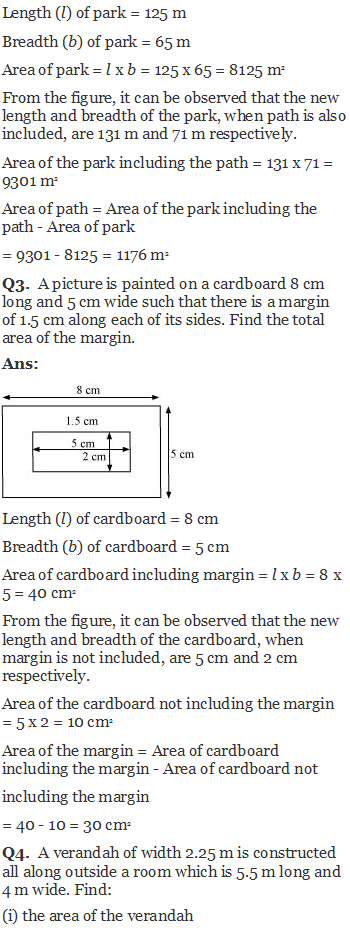 Length (l) of park = 125 m
Breadth (b) of park = 65 m
Area of park = l x b = 125 x 65 = 8125 m²
From the figure, it can be observed that the new
length and breadth of the park, when path is also
included, are 131 m and 71 m respectively.
Area of the park including the path = 131 x 71 =
9301 m²
Area of path = Area of the park including the
path - Area of park
= 9301 - 8125 = 1176 m²
Q3. A picture is painted on a cardboard 8 cm
long and 5 cm wide such that there is a margin
of 1.5 cm along each of its sides. Find the total
area of the margin.
Ans:
8 cm
1.5 cm
5 cm
2 cm
5 cm
Length (l) of cardboard = 8 cm
Breadth (b) of cardboard = 5 cm
Area of cardboard including margin = l x b = 8 x
5 = 40 cm²
From the figure, it can be observed that the new
length and breadth of the cardboard, when
margin is not included, are 5 cm and 2 cm
respectively.
Area of the cardboard not including the margin
= 5 x 2 = 10 cm²
Area of the margin = Area of cardboard
including the margin - Area of cardboard not
including the margin
= 40 - 10 = 30 cm²
Q4. A verandah of width 2.25 m is constructed
all along outside a room which is 5.5 m long and
4 m wide. Find:
(i) the area of the verandah